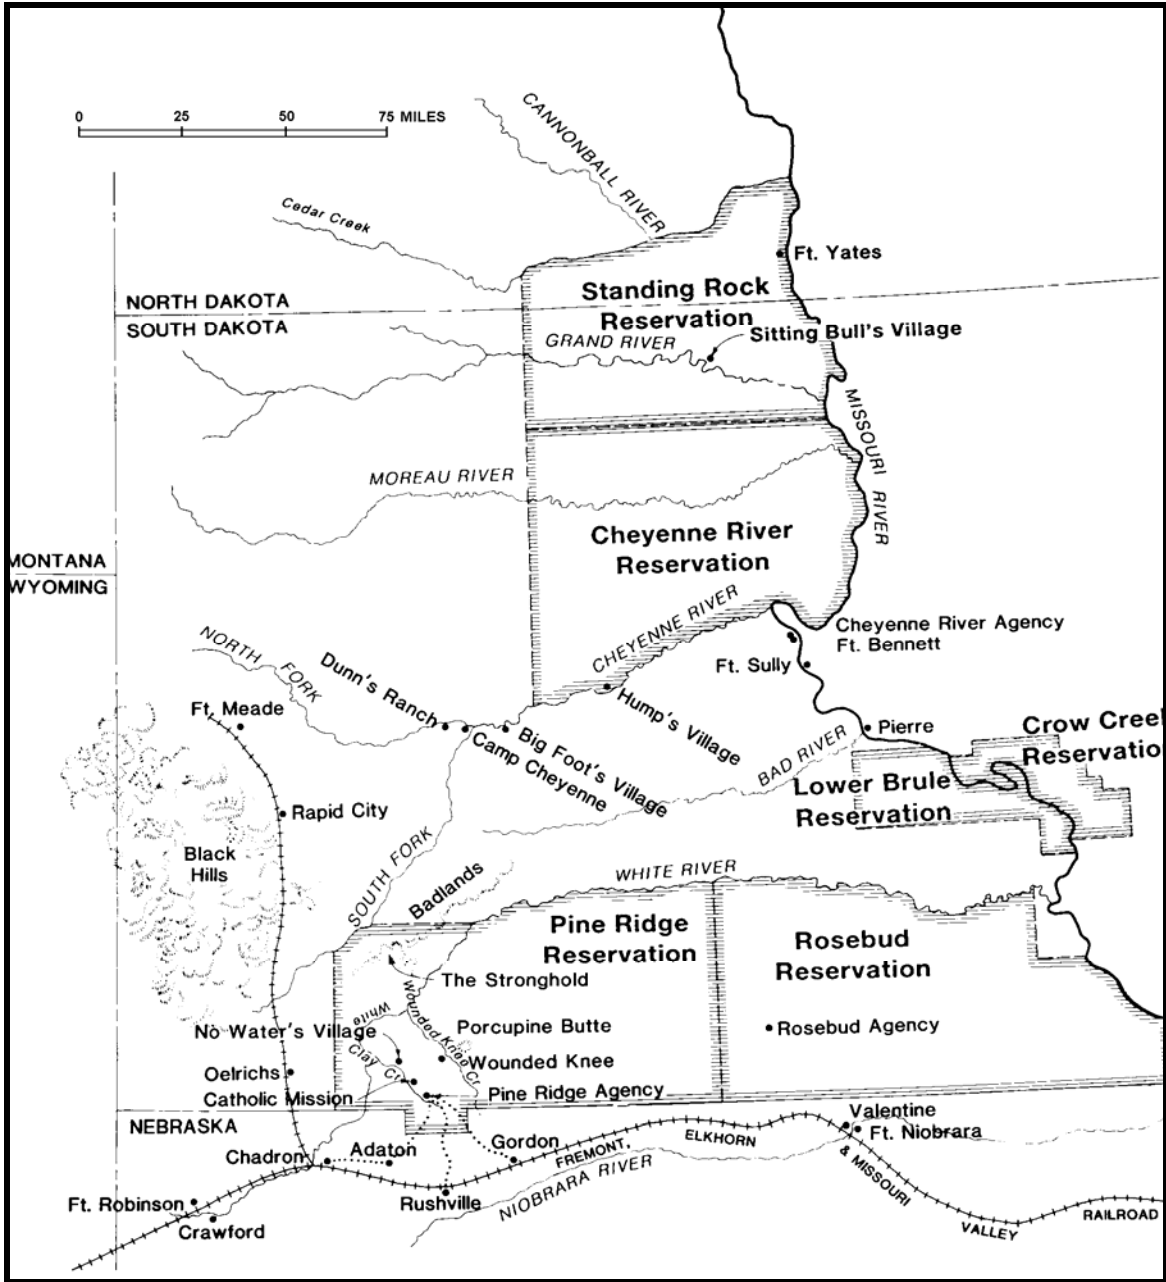 0 25 50 75 MILES
CANNONBALL RIVER
Cedar Creek
Ft. Yates
NORTH DAKOTA
SOUTH DAKOTA
Standing Rock
Reservation
GRAND RIVER
Sitting Bull's Village
MISSOURI RIVER
MOREAU RIVER
Cheyenne River
Reservation
MONTANA
WYOMING
CHEYENNE RIVER
NORTH FORK
Cheyenne River Agency
Ft. Bennett
Ft. Sully
Dunn's Ranch
Ft. Meade
Hump's Village
Big Foot's Village
Camp Cheyenne
Pierre
BAD RIVER
Crow Creek
Reservatio
Lower Brule
Reservation
Rapid City
Black
Hills
SOUTH FORK
Badlands
WHITE RIVER
Pine Ridge
Reservation
Rosebud
Reservation
The Stronghold
White
Wounded Knee Cr.
No Water's Village
Porcupine Butte
Rosebud Agency
Clay Cr.
Wounded Knee
Oelrichs
Catholic Mission
Pine Ridge Agency
NEBRASKA
Valentine
Ft. Niobrara
Chadron
Adaton
Gordon
FREMONT, ELKHORN & MISSOURI VALLEY RAILROAD
Ft. Robinson
Crawford
Rushville
NIOBRARA RIVER